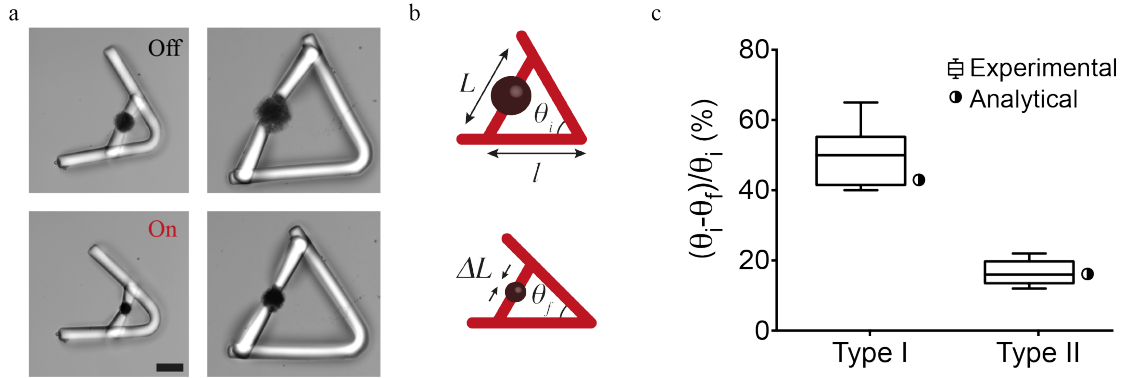 a
Off
On
b
L
θi
l
ΔL
θf
c
(θi-θf)/θi (%)
80
60
40
20
0
Experimental
Analytical
Type I
Type II